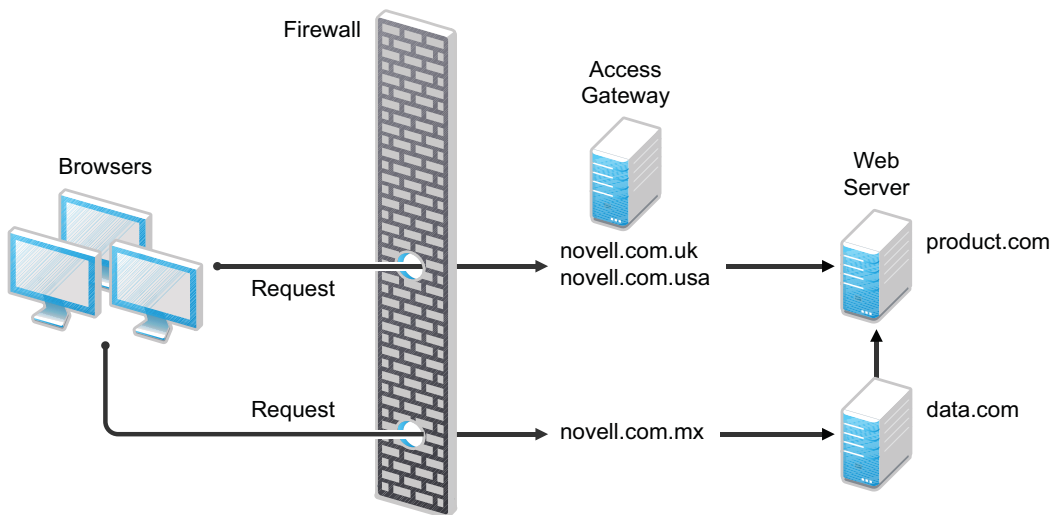 Firewall
Access
Gateway
Browsers
Web
Server
product.com
novell.com.uk
novell.com.usa
Request
Request
novell.com.mx
data.com